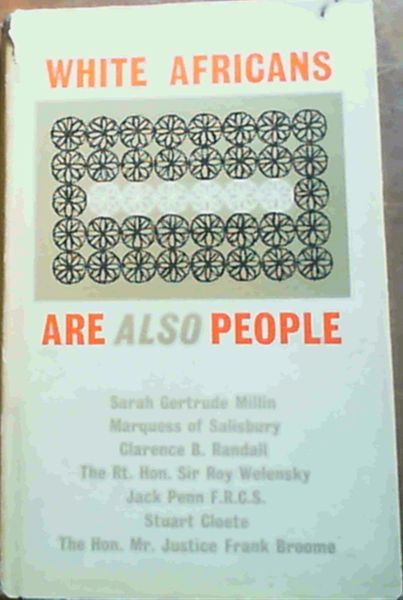 WHITE AFRICANS
ARE ALSO PEOPLE
Sarah Gertrude Millin
Marquess of Salisbury
Clarence B. Randall
The Rt. Hon. Sir Roy Welensky
Jack Penn F.R.C.S.
Stuart Cloete
The Hon. Mr. Justice Frank Broome